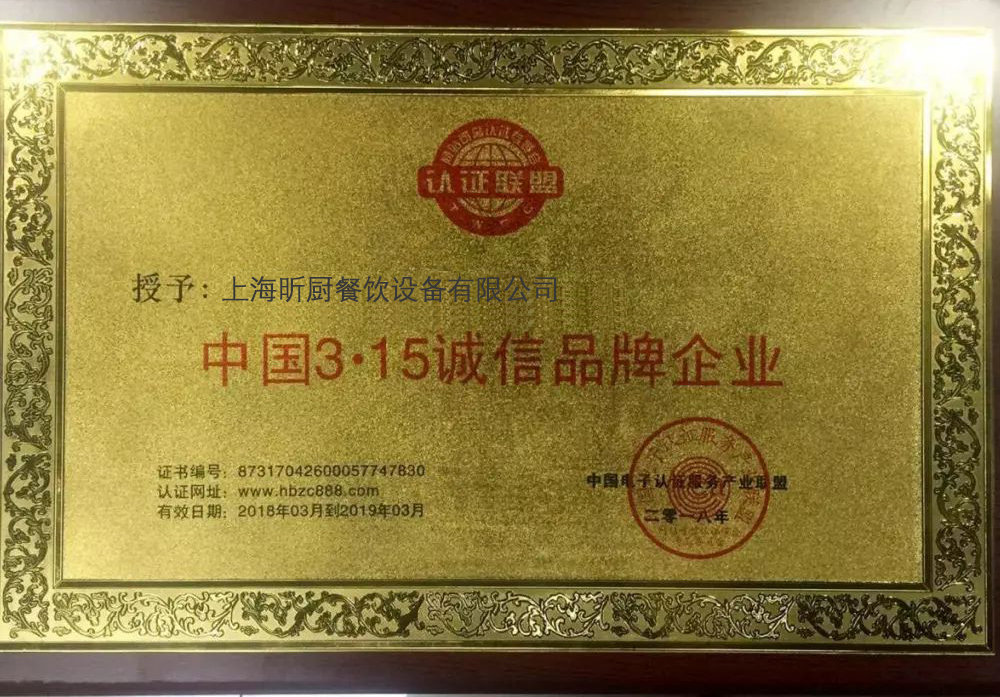 认证联盟
授予：上海昕厨餐饮设备有限公司
中国3·15诚信品牌企业
证书编号：87317042600057747830
认证网址：www.hbzc888.com
有效日期：2018年03月到2019年03月
中国电子认证服务产业联盟
二零一八年